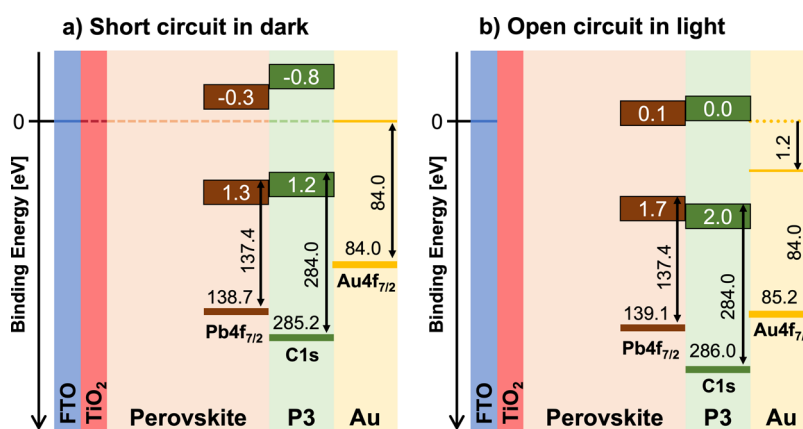 a) Short circuit in dark
Binding Energy [eV]
0
-0.3
-0.8
1.3
1.2
137.4
284.0
84.0
138.7
Pb4f7/2
285.2
C1s
84.0
Au4f7/2
FTO
TiO2
Perovskite
P3
Au
b) Open circuit in light
Binding Energy [eV]
0
0.1
0.0
1.2
1.7
2.0
137.4
284.0
84.0
139.1
Pb4f7/2
286.0
C1s
85.2
Au4f7/
FTO
TiO2
Perovskite
P3
Au